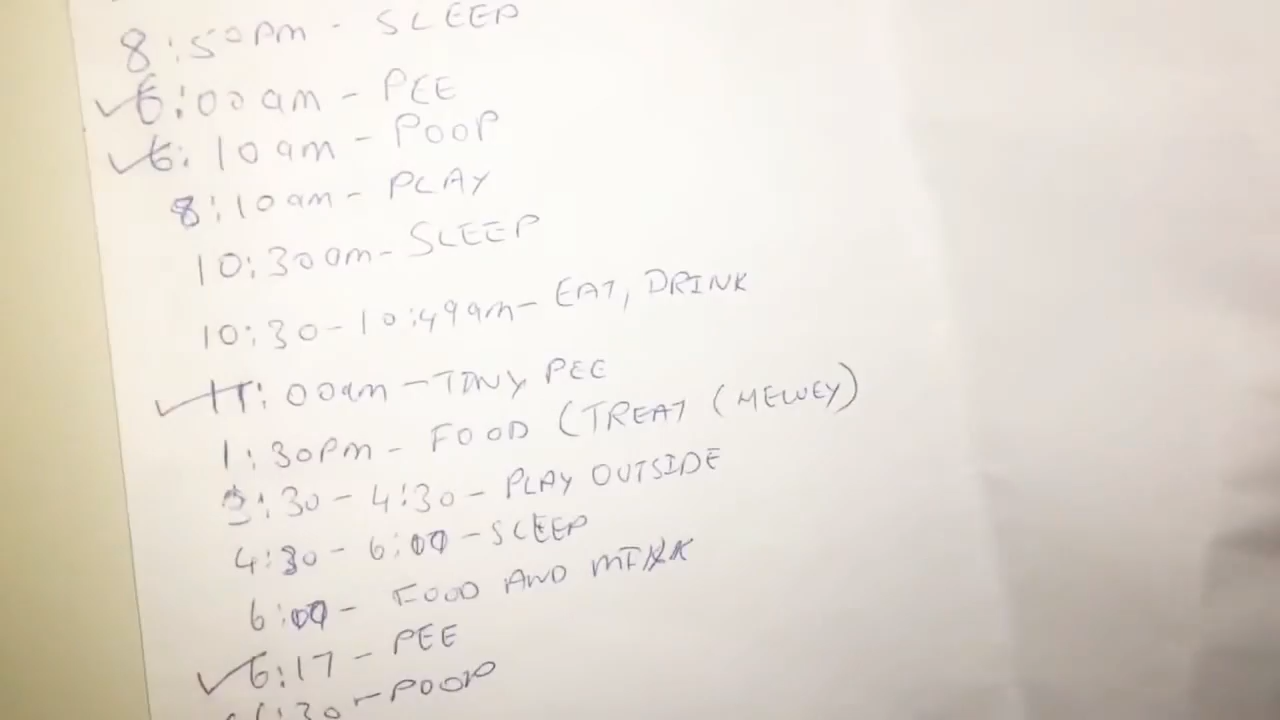 8:50PM - SLEEP
6:00am - PEE
6:10am - POOP
8:10am - PLAY
10:30am - SLEEP
10:30 - 10:49am - EAT, DRINK
11:00am - TINY PEE
1:30PM - FOOD (TREAT (MEWEY)
3:30 - 4:30 - PLAY OUTSIDE
4:30 - 6:00 - SLEEP
6:00 - FOOD AND MILK
6:17 - PEE
:30 - POOP